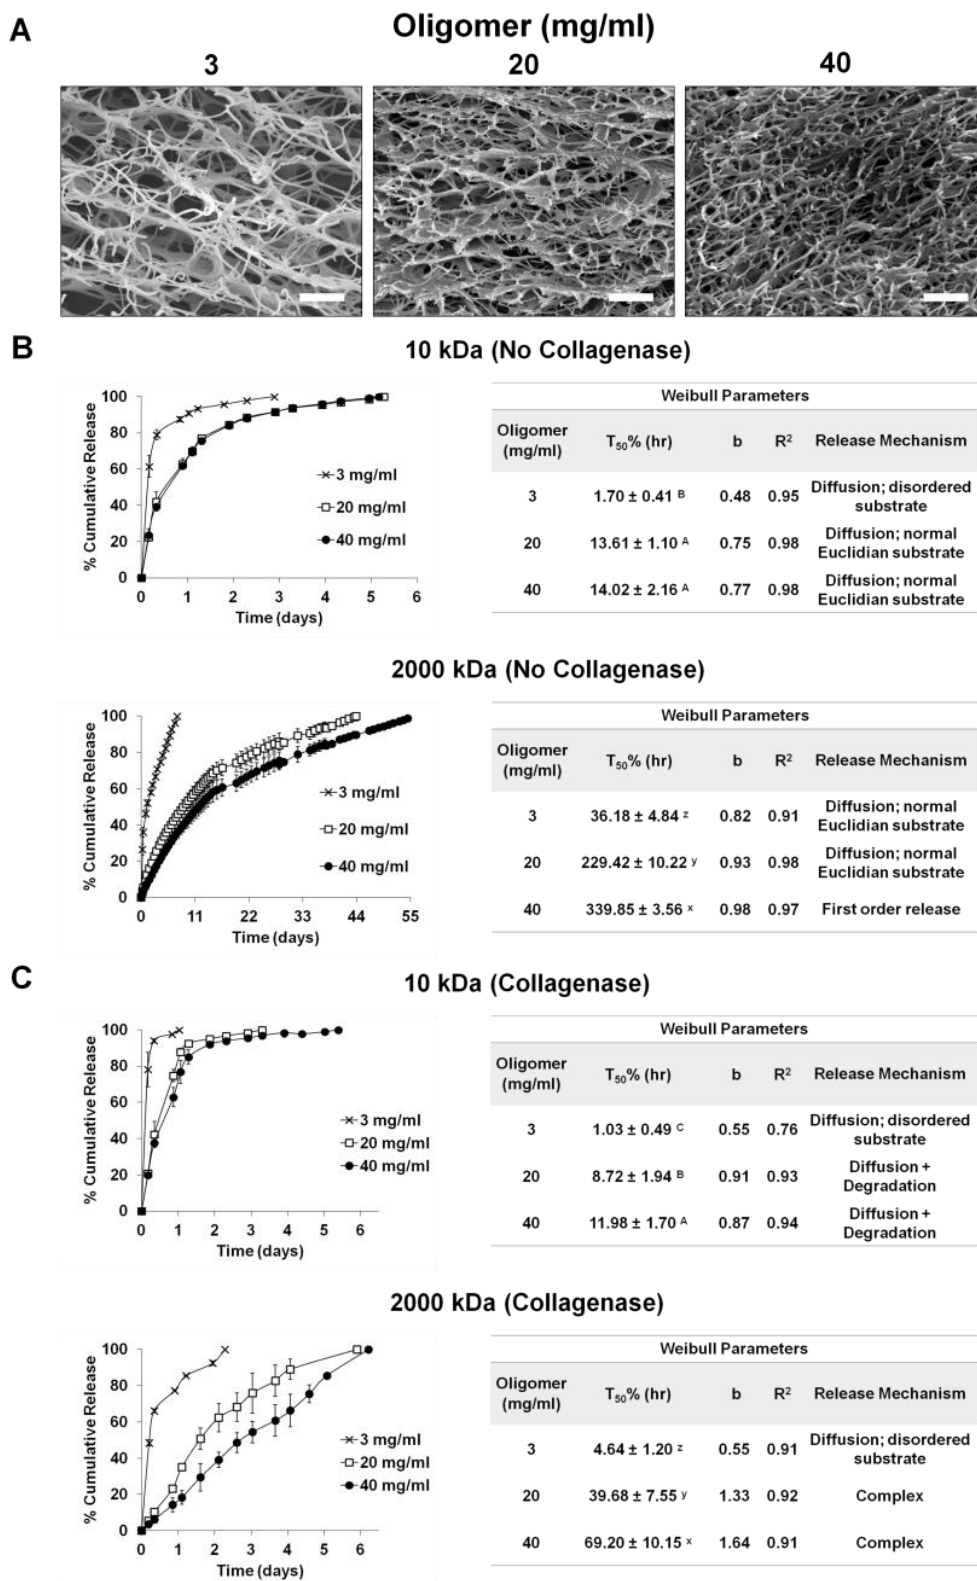 A
Oligomer (mg/ml)
3 20 40
B
10 kDa (No Collagenase)
% Cumulative Release
100
80
60
40
20
0
0 1 2 3 4 5 6
Time (days)
3 mg/ml
20 mg/ml
40 mg/ml
Weibull Parameters
Oligomer (mg/ml) T50% (hr) b R2 Release Mechanism
3 1.70 ± 0.41 B 0.48 0.95 Diffusion; disordered substrate
20 13.61 ± 1.10 A 0.75 0.98 Diffusion; normal Euclidian substrate
40 14.02 ± 2.16 A 0.77 0.98 Diffusion; normal Euclidian substrate
2000 kDa (No Collagenase)
% Cumulative Release
100
80
60
40
20
0
0 11 22 33 44 55
Time (days)
3 mg/ml
20 mg/ml
40 mg/ml
Weibull Parameters
Oligomer (mg/ml) T50% (hr) b R2 Release Mechanism
3 36.18 ± 4.84 z 0.82 0.91 Diffusion; normal Euclidian substrate
20 229.42 ± 10.22 y 0.93 0.98 Diffusion; normal Euclidian substrate
40 339.85 ± 3.56 x 0.98 0.97 First order release
C
10 kDa (Collagenase)
% Cumulative Release
100
80
60
40
20
0
0 1 2 3 4 5 6
Time (days)
3 mg/ml
20 mg/ml
40 mg/ml
Weibull Parameters
Oligomer (mg/ml) T50% (hr) b R2 Release Mechanism
3 1.03 ± 0.49 C 0.55 0.76 Diffusion; disordered substrate
20 8.72 ± 1.94 B 0.91 0.93 Diffusion + Degradation
40 11.98 ± 1.70 A 0.87 0.94 Diffusion + Degradation
2000 kDa (Collagenase)
% Cumulative Release
100
80
60
40
20
0
0 1 2 3 4 5 6
Time (days)
3 mg/ml
20 mg/ml
40 mg/ml
Weibull Parameters
Oligomer (mg/ml) T50% (hr) b R2 Release Mechanism
3 4.64 ± 1.20 z 0.55 0.91 Diffusion; disordered substrate
20 39.68 ± 7.55 y 1.33 0.92 Complex
40 69.20 ± 10.15 x 1.64 0.91 Complex